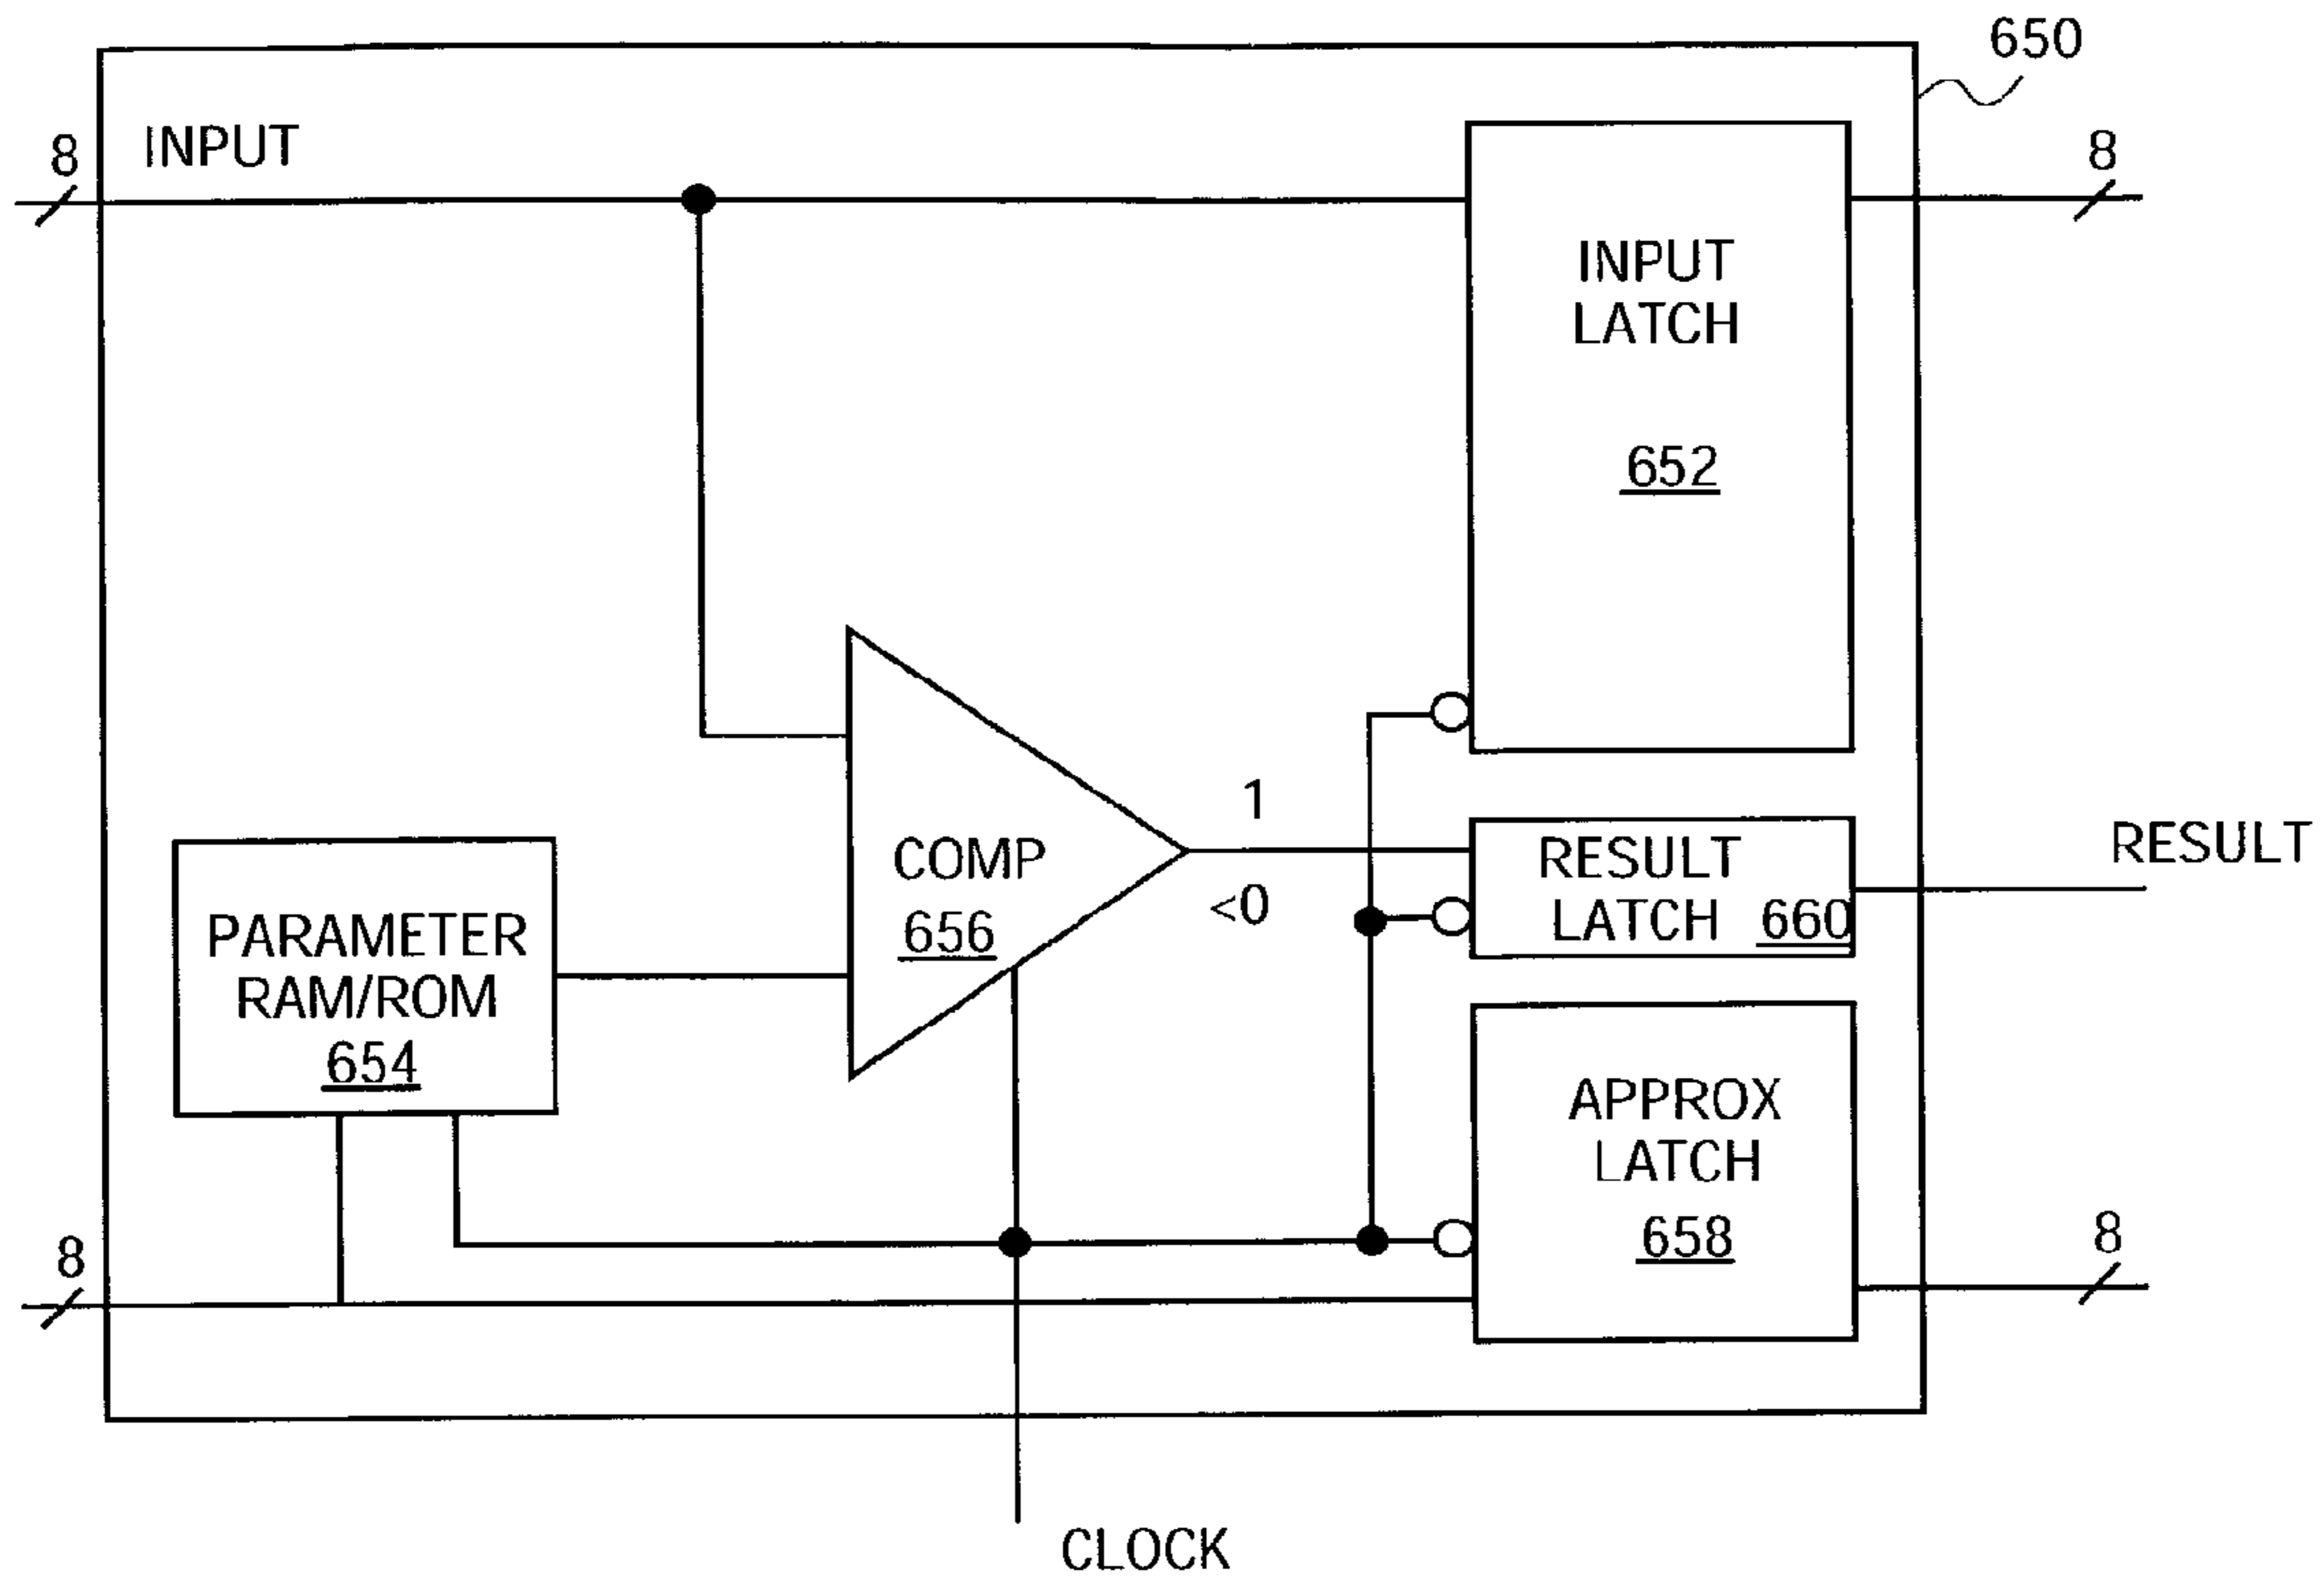 650
8
INPUT
8
INPUT
LATCH
652
1
<0
COMP
656
RESULT
LATCH 660
RESULT
PARAMETER
RAM/ROM
654
APPROX
LATCH
658
8
8
CLOCK